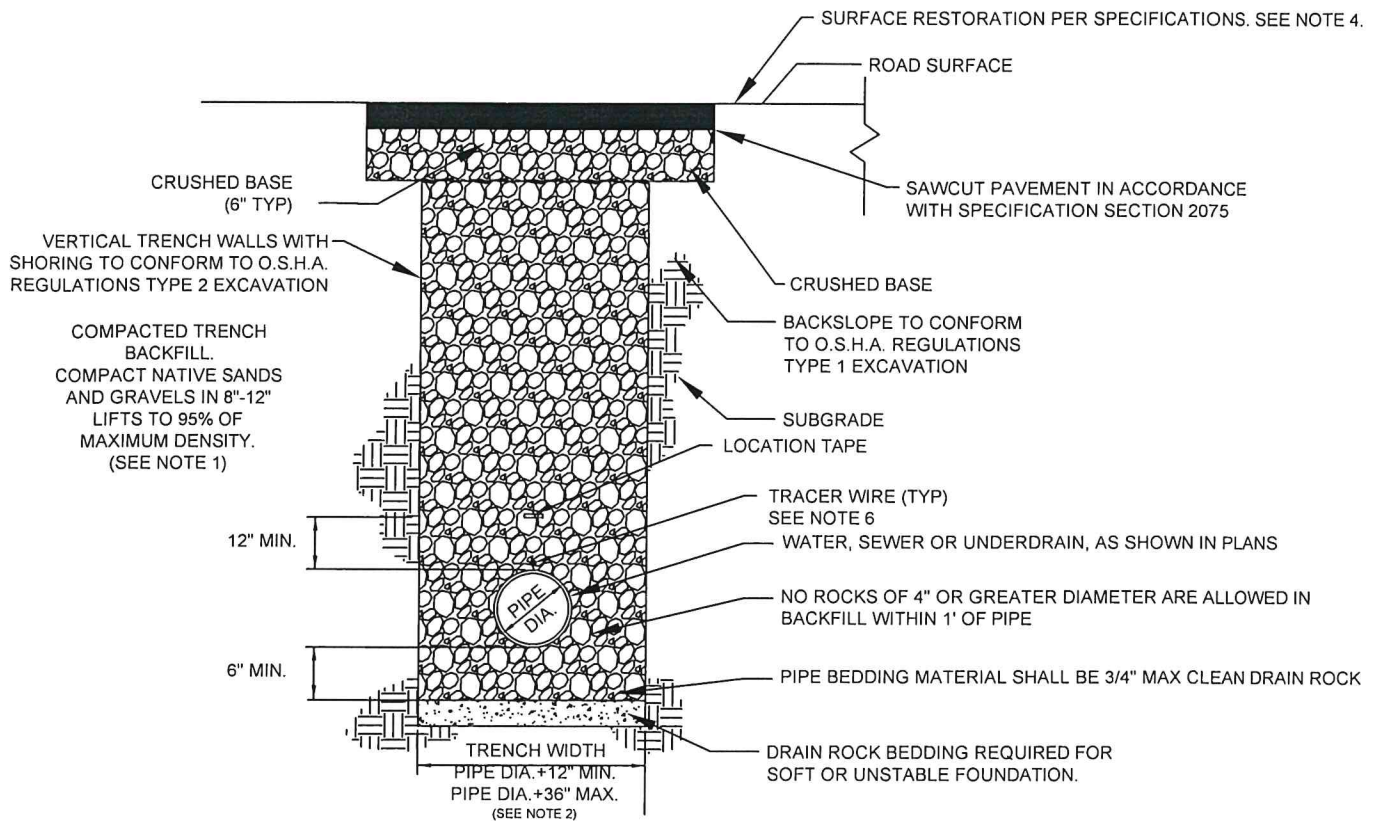 SURFACE RESTORATION PER SPECIFICATIONS. SEE NOTE 4.
ROAD SURFACE
CRUSHED BASE
(6" TYP)
SAWCUT PAVEMENT IN ACCORDANCE
WITH SPECIFICATION SECTION 2075
VERTICAL TRENCH WALLS WITH
SHORING TO CONFORM TO O.S.H.A.
REGULATIONS TYPE 2 EXCAVATION
CRUSHED BASE
BACKSLOPE TO CONFORM
TO O.S.H.A. REGULATIONS
TYPE 1 EXCAVATION
COMPACTED TRENCH
BACKFILL.
COMPACT NATIVE SANDS
AND GRAVELS IN 8"-12"
LIFTS TO 95% OF
MAXIMUM DENSITY.
(SEE NOTE 1)
SUBGRADE
LOCATION TAPE
TRACER WIRE (TYP)
SEE NOTE 6
12" MIN.
WATER, SEWER OR UNDERDRAIN, AS SHOWN IN PLANS
PIPE
DIA.
NO ROCKS OF 4" OR GREATER DIAMETER ARE ALLOWED IN
BACKFILL WITHIN 1' OF PIPE
6" MIN.
PIPE BEDDING MATERIAL SHALL BE 3/4" MAX CLEAN DRAIN ROCK
DRAIN ROCK BEDDING REQUIRED FOR
SOFT OR UNSTABLE FOUNDATION.
TRENCH WIDTH
PIPE DIA.+12" MIN.
PIPE DIA.+36" MAX.
(SEE NOTE 2)